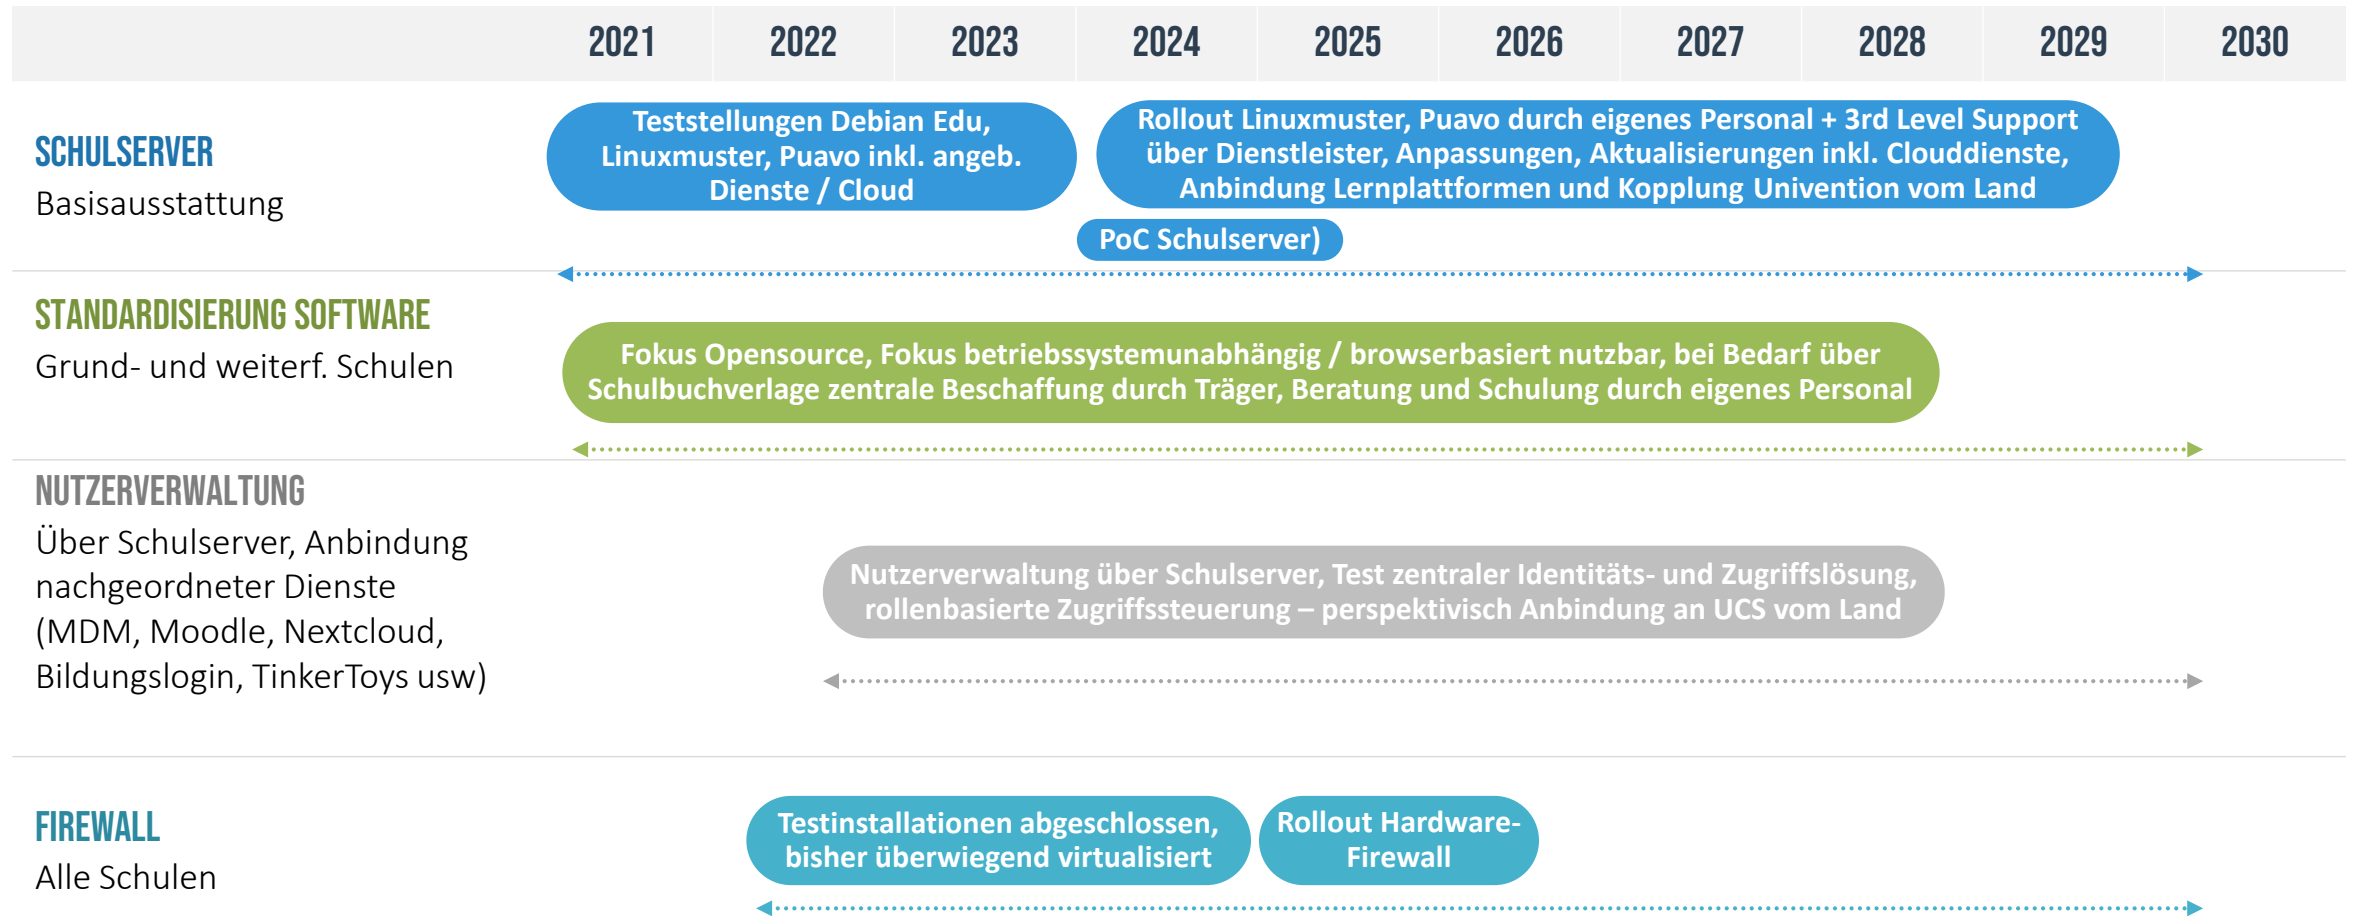 2021 2022 2023 2024 2025 2026 2027 2028 2029 2030
SCHULSERVER
Basisausstattung
Teststellungen Debian Edu,
Linuxmuster, Puavo inkl. angeb.
Dienste / Cloud
Rollout Linuxmuster, Puavo durch eigenes Personal + 3rd Level Support
über Dienstleister, Anpassungen, Aktualisierungen inkl. Clouddienste,
Anbindung Lernplattformen und Kopplung Univention vom Land
PoC Schulserver)
STANDARDISIERUNG SOFTWARE
Grund- und weiterf. Schulen
Fokus Opensource, Fokus betriebssystemunabhängig / browserbasiert nutzbar, bei Bedarf über
Schulbuchverlage zentrale Beschaffung durch Träger, Beratung und Schulung durch eigenes Personal
NUTZERVERWALTUNG
Über Schulserver, Anbindung
nachgeordneter Dienste
(MDM, Moodle, Nextcloud,
Bildungslogin, TinkerToys usw)
Nutzerverwaltung über Schulserver, Test zentraler Identitäts- und Zugriffslösung,
rollenbasierte Zugriffssteuerung – perspektivisch Anbindung an UCS vom Land
FIREWALL
Alle Schulen
Testinstallationen abgeschlossen,
bisher überwiegend virtualisiert
Rollout Hardware-
Firewall